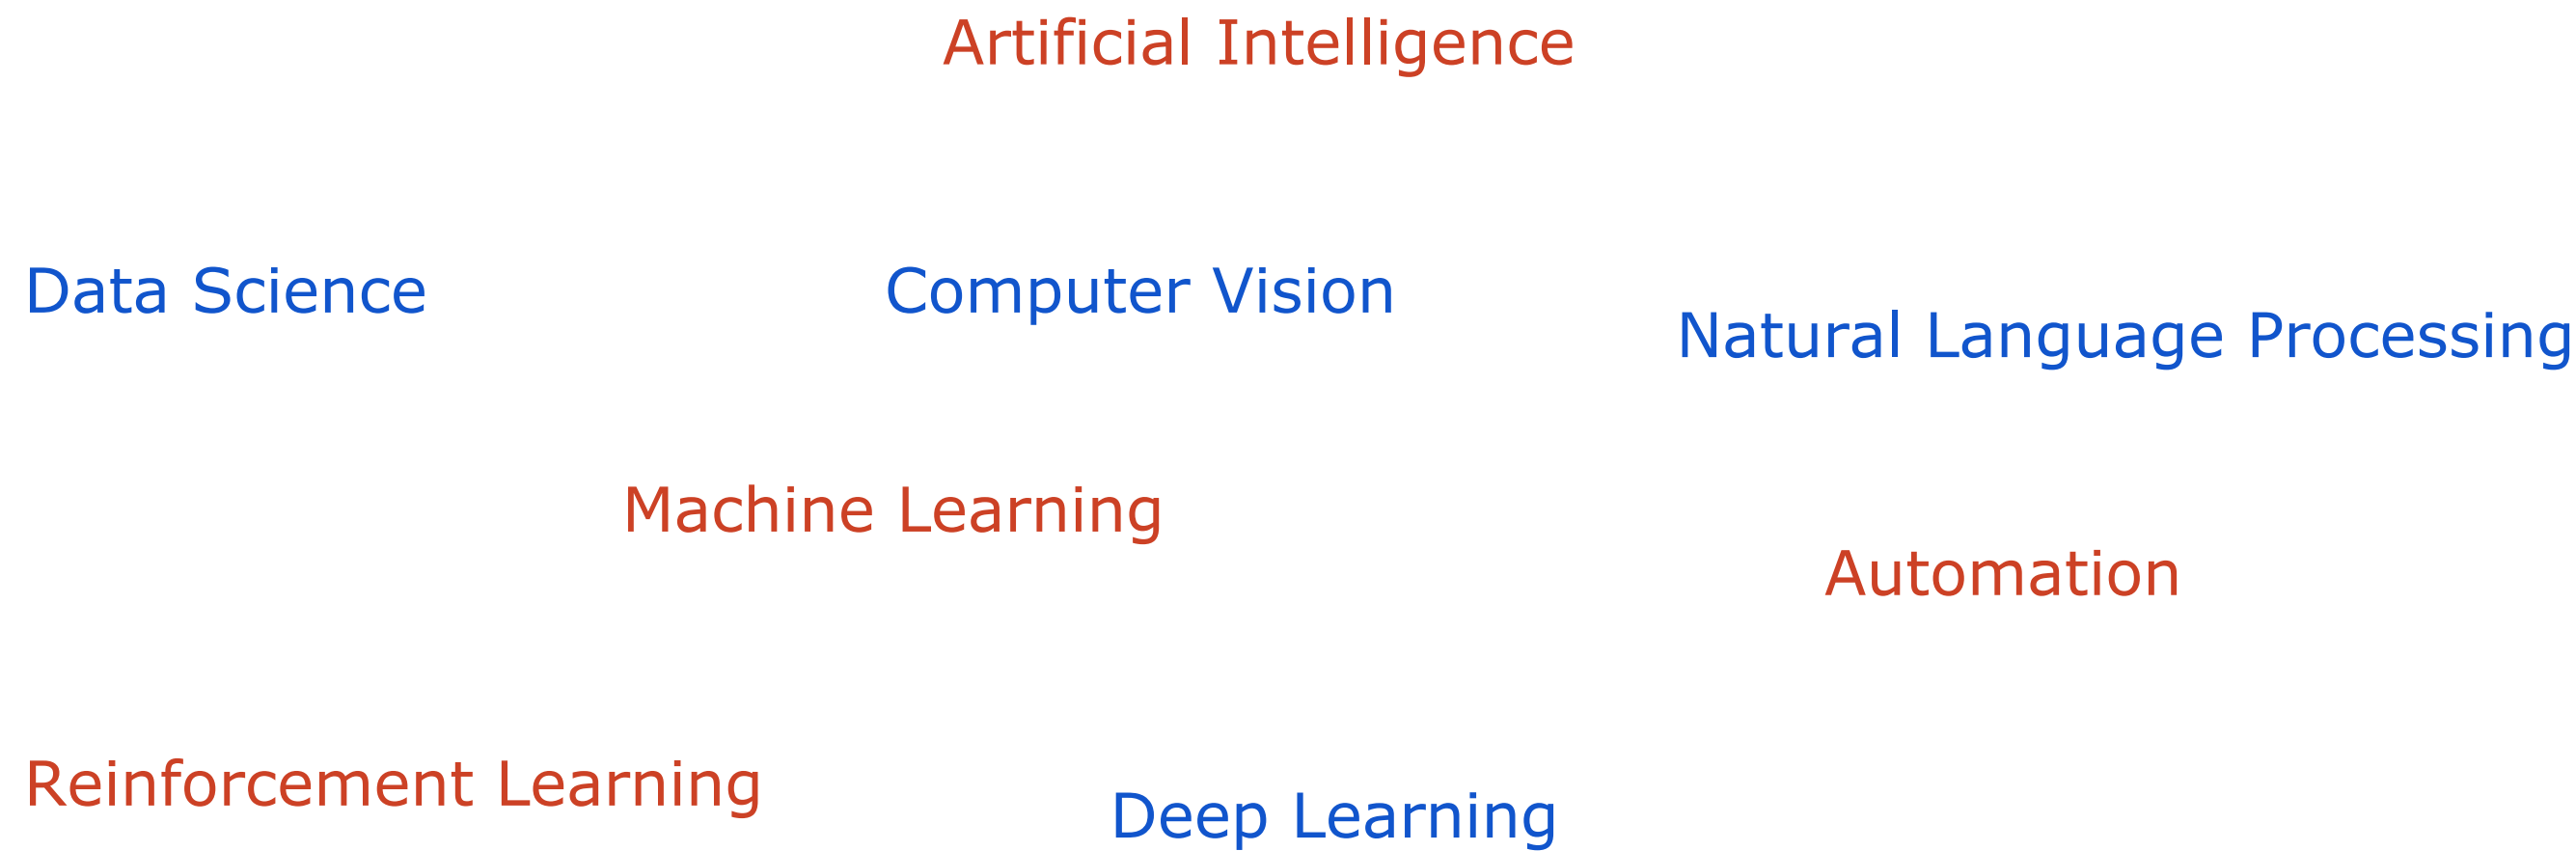 Artificial Intelligence
Data Science
Computer Vision
Natural Language Processing
Machine Learning
Automation
Reinforcement Learning
Deep Learning